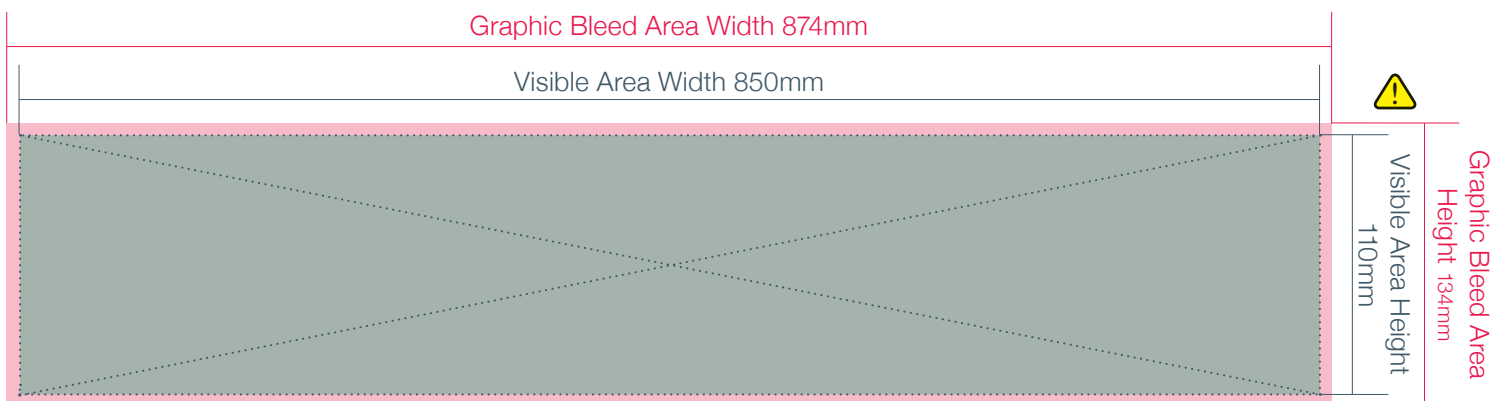 Graphic Bleed Area Width 874mm
Visible Area Width 850mm
!
Graphic Bleed Area
Height 134mm
Visible Area Height
110mm